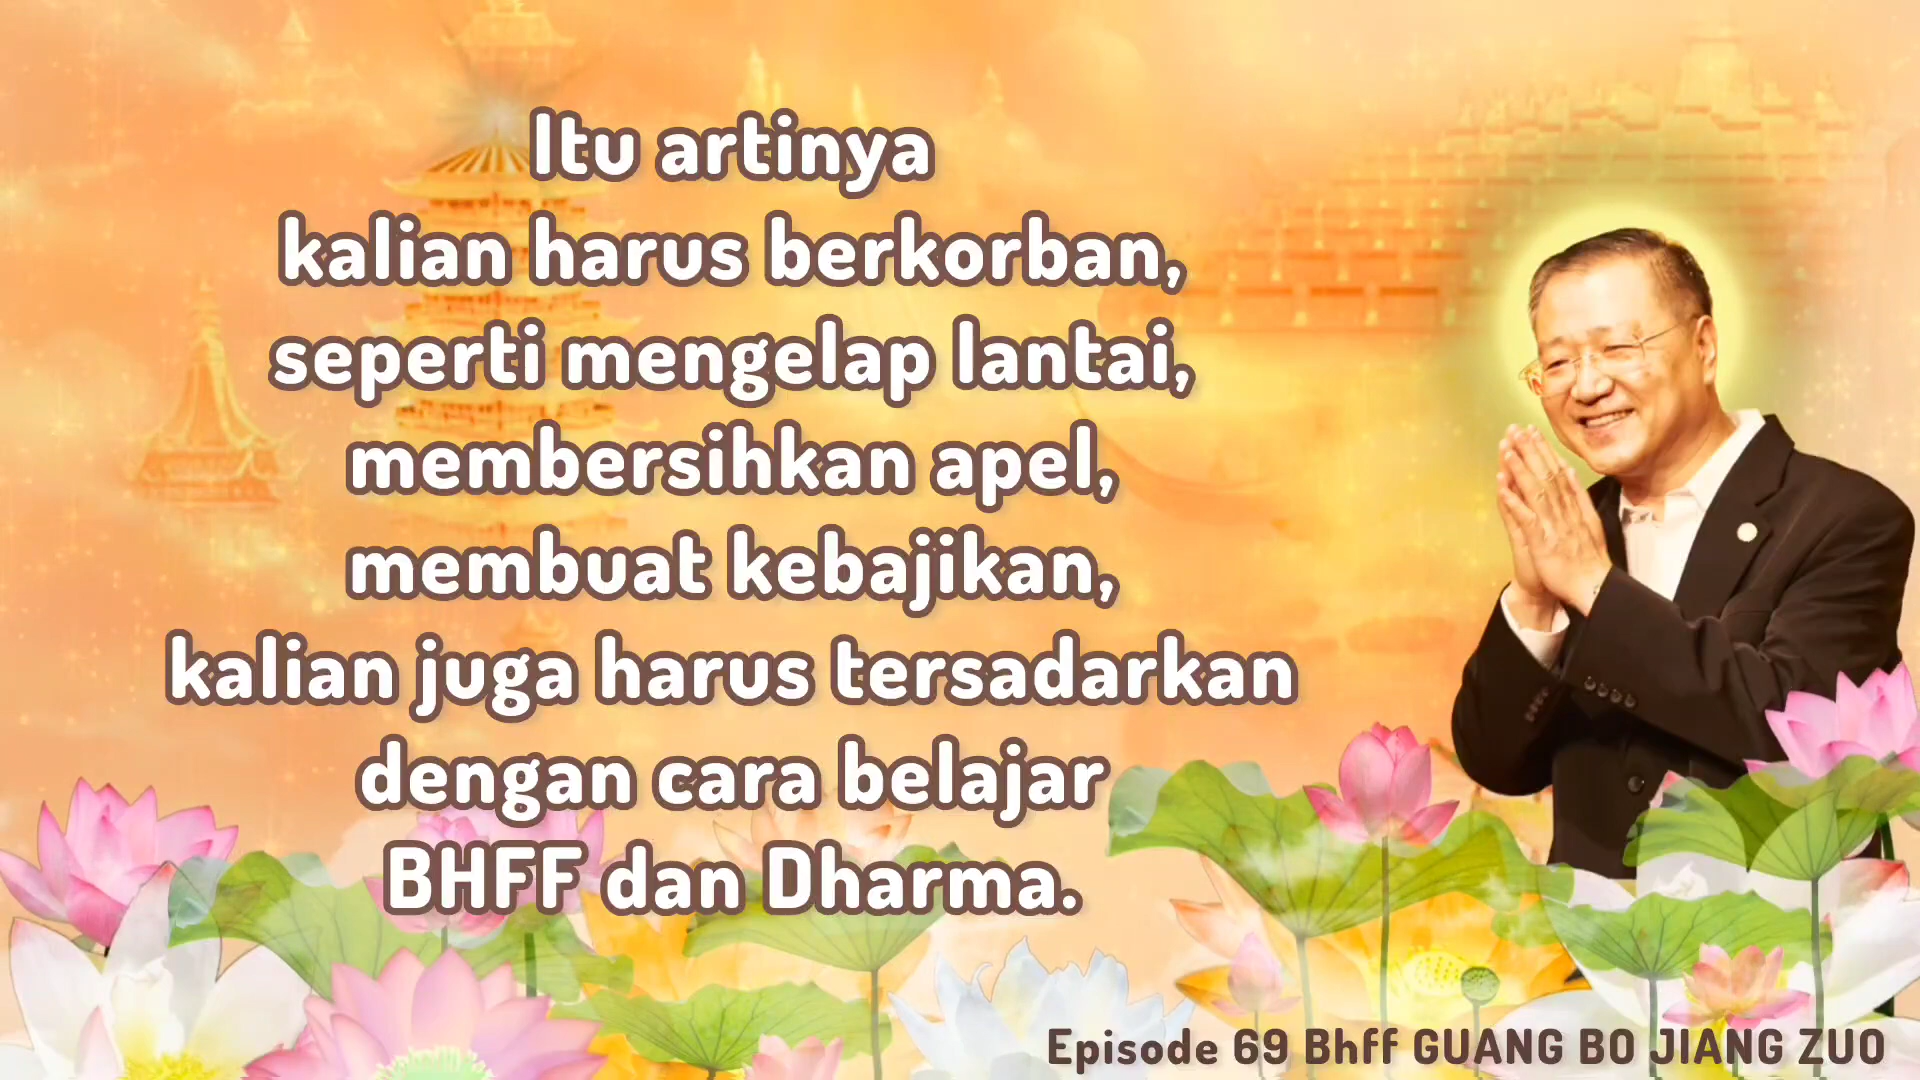 Itu artinya
kalian harus berkorban,
seperti mengelap lantai,
membersihkan apel,
membuat kebajikan,
kalian juga harus tersadarkan
dengan cara belajar
BHFF dan Dharma.
Episode 69 Bhff GUANG BO JIANG ZUO